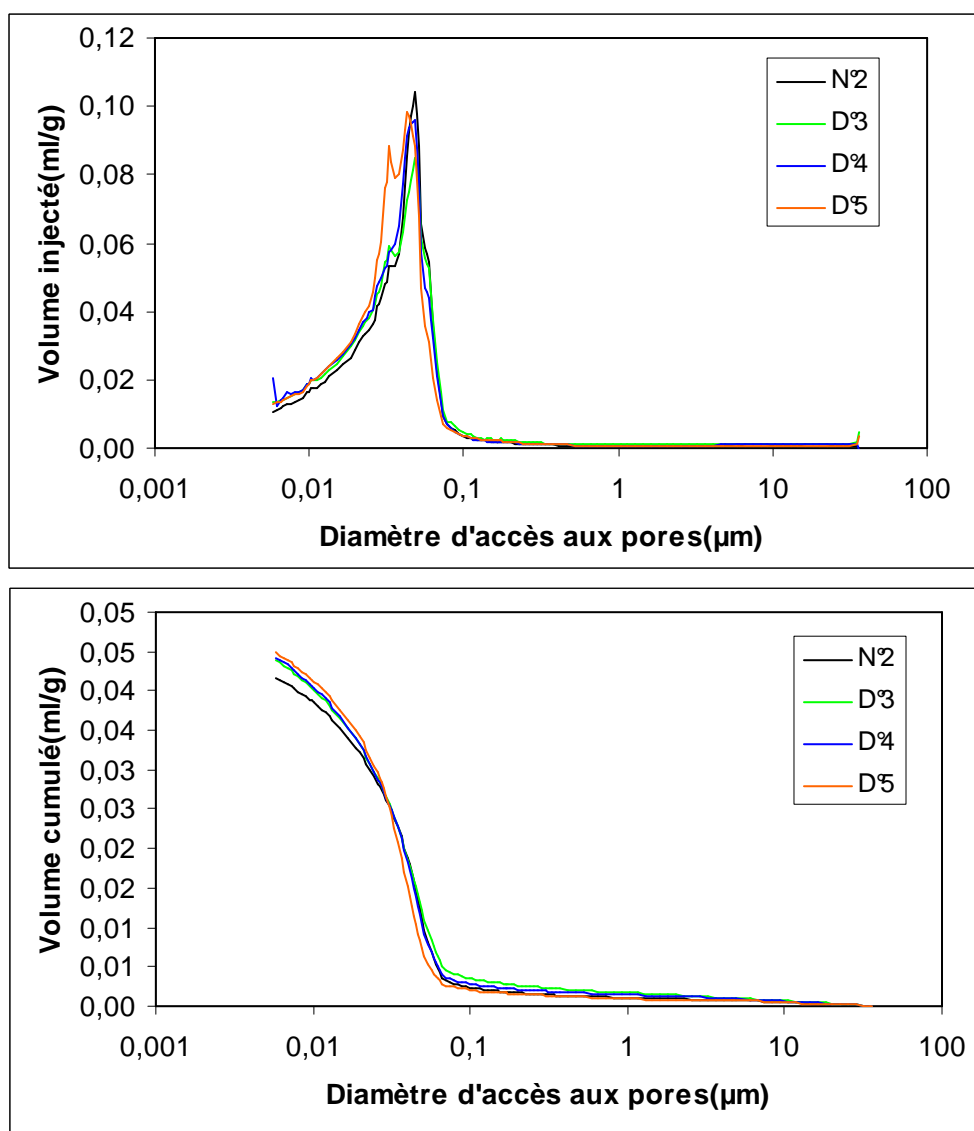 0,12
0,10
0,08
0,06
0,04
0,02
0,00
Volume injecté(ml/g)
0,001 0,01 0,1 1 10 100
Diamètre d'accès aux pores(µm)
N°2
D°3
D°4
D°5
0,05
0,05
0,04
0,04
0,03
0,03
0,02
0,02
0,01
0,01
0,00
Volume cumulé(ml/g)
0,001 0,01 0,1 1 10 100
Diamètre d'accès aux pores(µm)
N°2
D°3
D°4
D°5